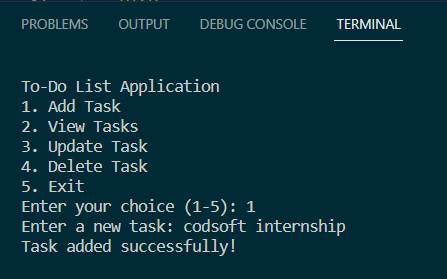 PROBLEMS OUTPUT DEBUG CONSOLE TERMINAL
To-Do List Application
1. Add Task
2. View Tasks
3. Update Task
4. Delete Task
5. Exit
Enter your choice (1-5): 1
Enter a new task: codsoft internship
Task added successfully!